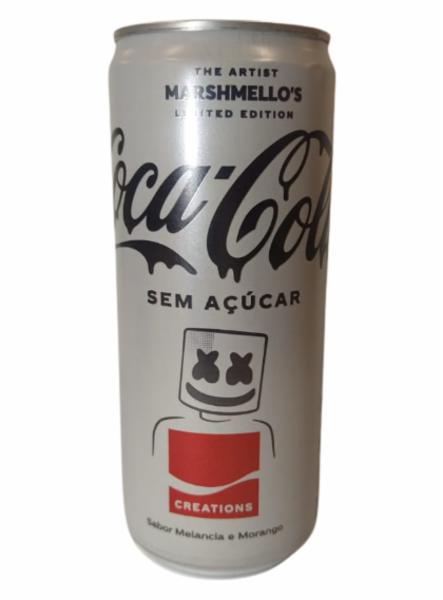 THE ARTIST
MARSHMELLO'S
LIMITED EDITION
Coca-Cola
SEM AÇÚCAR
CREATIONS
Sabor Melancia e Morango